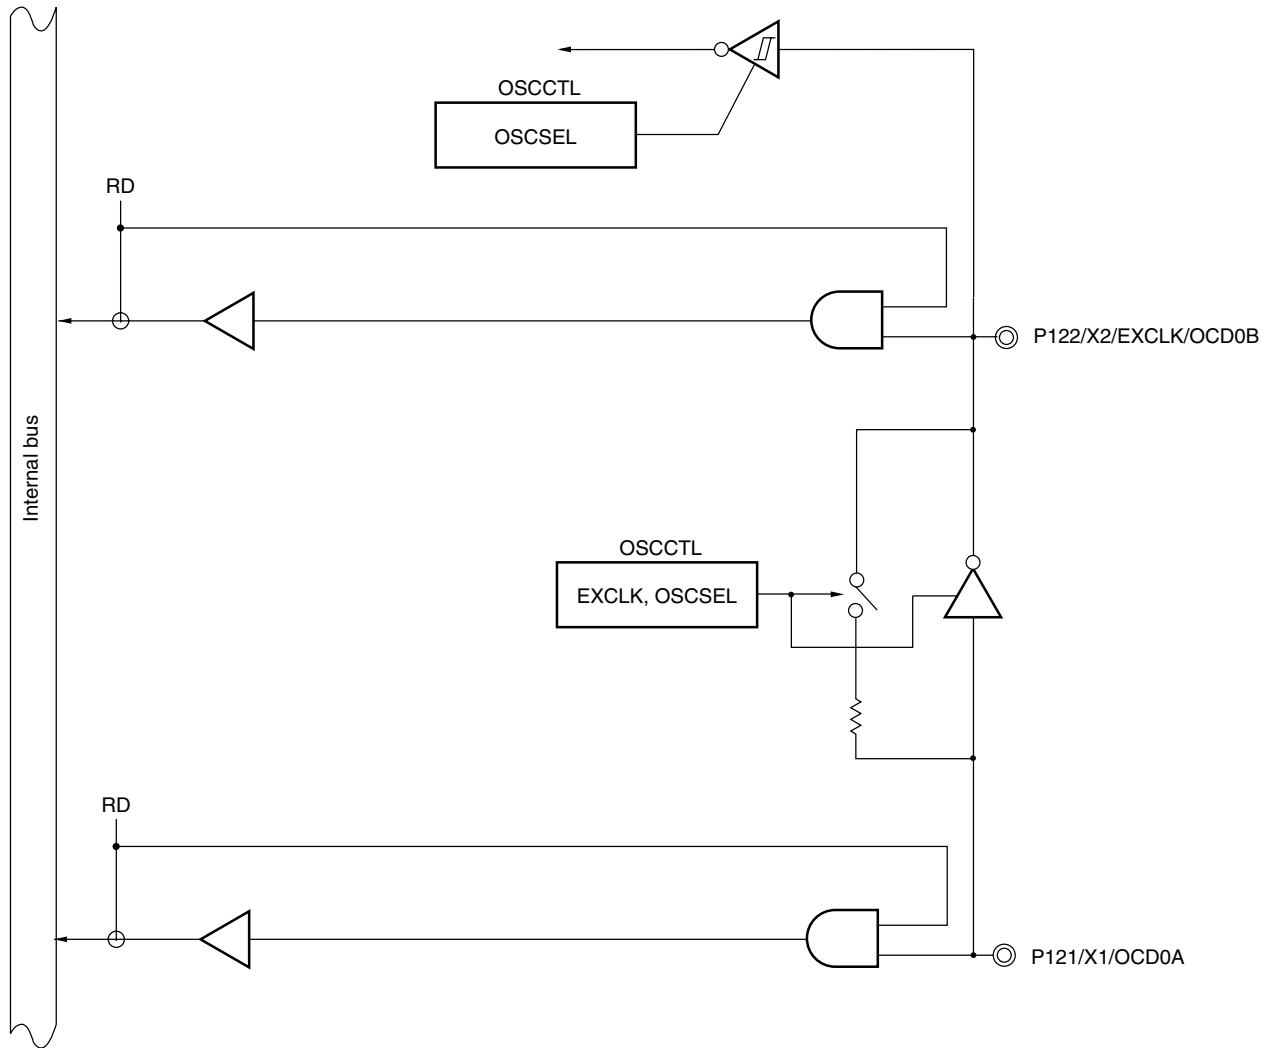 OSCCTL
OSCSEL
RD
P122/X2/EXCLK/OCD0B
Internal bus
OSCCTL
EXCLK, OSCSEL
RD
P121/X1/OCD0A